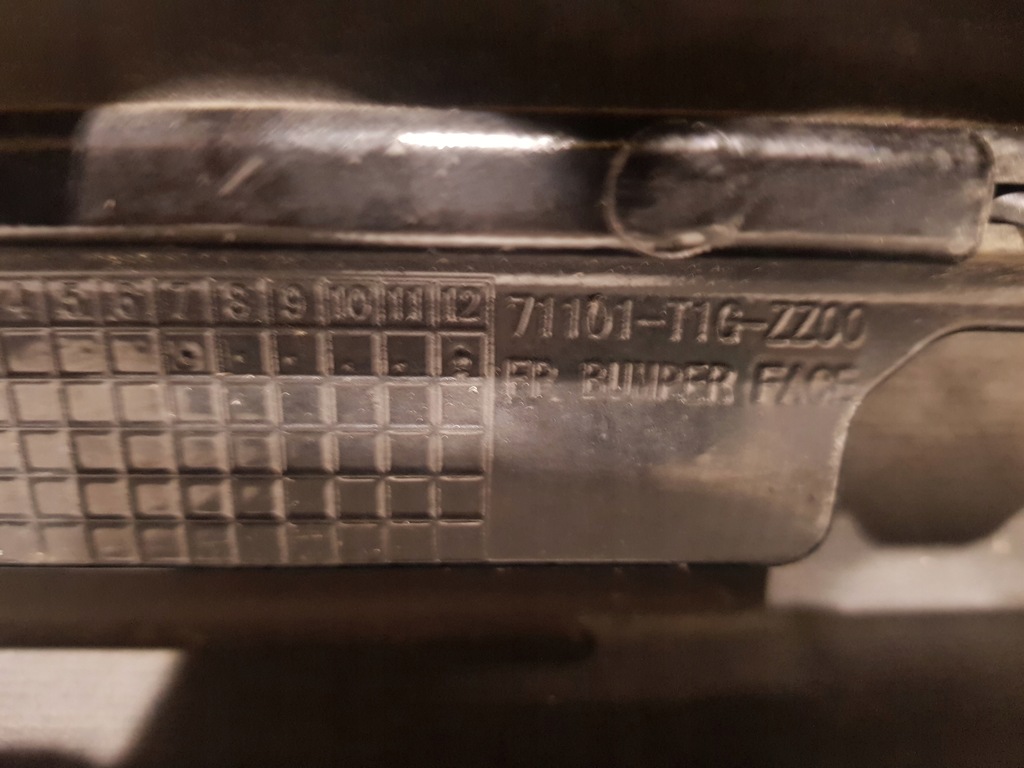 4 5 6 7 8 9 10 11 12
71101-T1G-ZZ00
FR BUMPER FACE